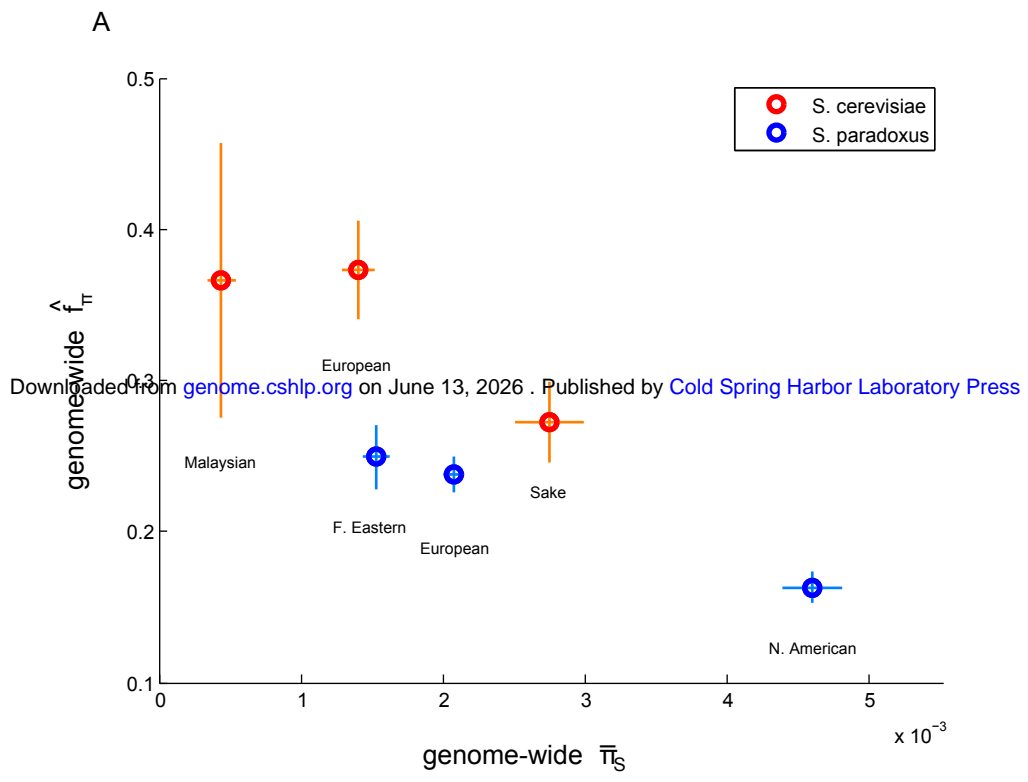 A
0.5
S. cerevisiae
S. paradoxus
0.4
genome-wide f̂π
European
0.3
Downloaded from genome.cshlp.org on June 13, 2026 . Published by Cold Spring Harbor Laboratory Press
Malaysian
Sake
F. Eastern
0.2
European
N. American
0.1
0 1 2 3 4 5
x 10⁻³
genome-wide π̅S